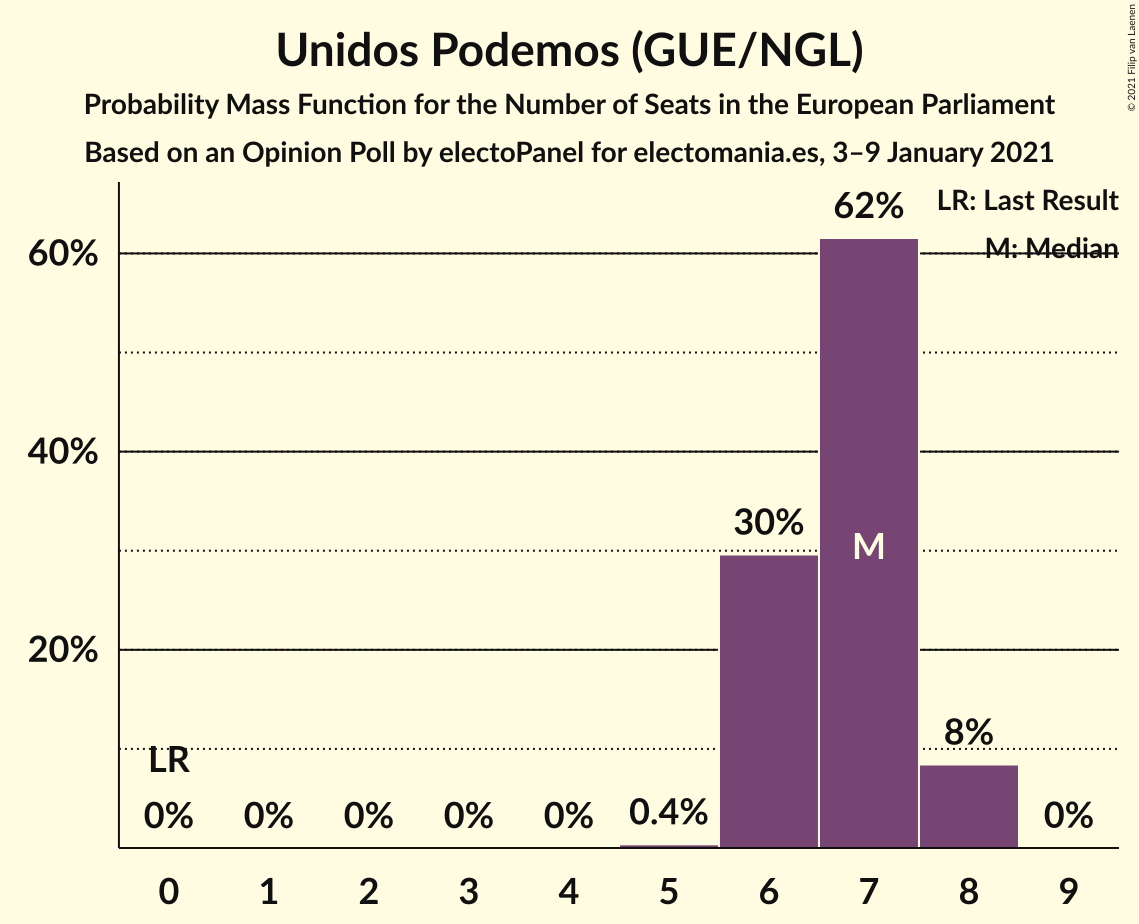 Unidos Podemos (GUE/NGL)
Probability Mass Function for the Number of Seats in the European Parliament
Based on an Opinion Poll by electoPanel for electomania.es, 3–9 January 2021
© 2021 Filip van Laenen
LR: Last Result
M: Median
62%
60%
40%
30%
M
20%
8%
LR
0% 0% 0% 0% 0% 0.4% 0%
0 1 2 3 4 5 6 7 8 9